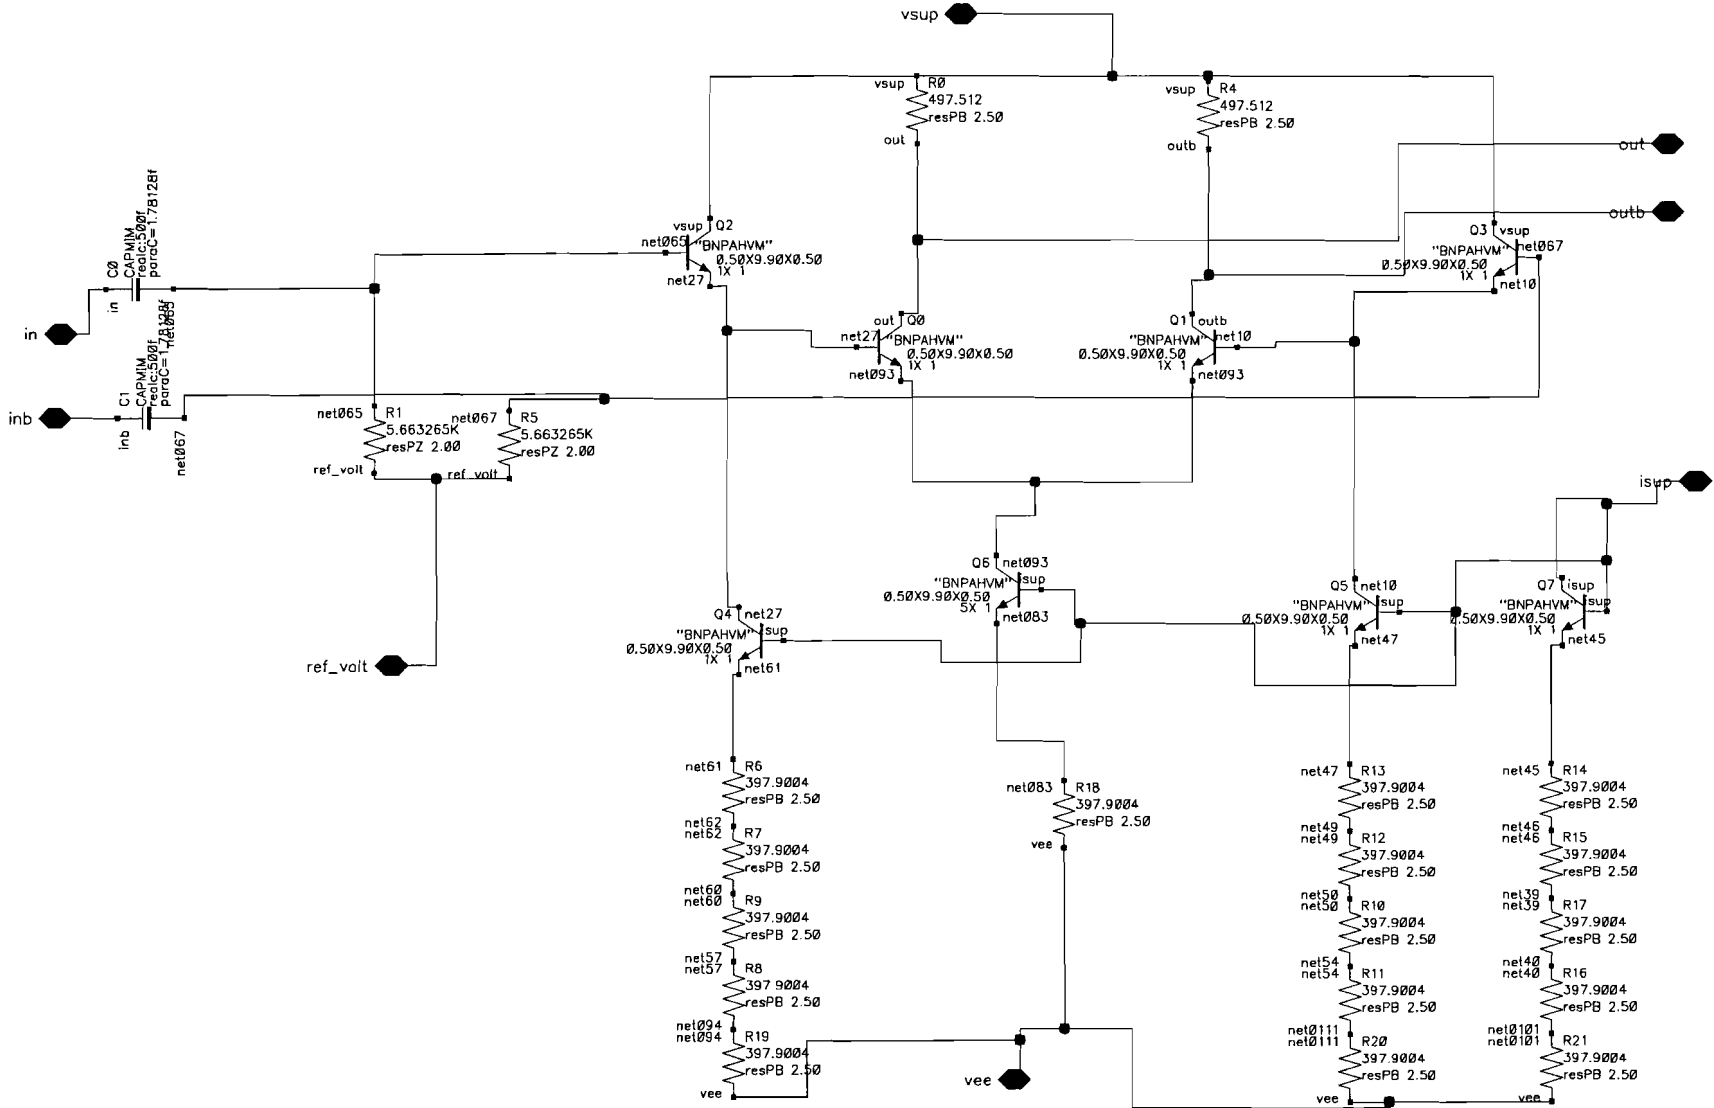 vsup
vsup
R0
497.512
resPB 2.50
out
vsup
R4
497.512
resPB 2.50
outb
out
outb
C0
CAPMIM
realc:500f
paraC=1.78128f
in
net065
in
C1
CAPMIM
realc:500f
paraC=1.78128f
inb
net067
inb
vsup
Q2
net065
"BNPAHVM"
0.50X9.90X0.50
1X 1
net27
Q3
vsup
"BNPAHVM"
net067
0.50X9.90X0.50
1X 1
net10
out
Q0
net27
"BNPAHVM"
0.50X9.90X0.50
1X 1
net093
Q1
outb
"BNPAHVM"
net10
0.50X9.90X0.50
1X 1
net093
net065
R1
5.663265K
resPZ 2.00
ref_volt
net067
R5
5.663265K
resPZ 2.00
ref_volt
isup
ref_volt
Q4
net27
"BNPAHVM"
isup
0.50X9.90X0.50
1X 1
net61
Q6
net093
"BNPAHVM"
isup
0.50X9.90X0.50
5X 1
net083
Q5
net10
"BNPAHVM"
isup
0.50X9.90X0.50
1X 1
net47
Q7
isup
"BNPAHVM"
isup
0.50X9.90X0.50
1X 1
net45
net61
R6
397.9004
resPB 2.50
net62
net62
R7
397.9004
resPB 2.50
net60
net60
R9
397.9004
resPB 2.50
net57
net57
R8
397.9004
resPB 2.50
net094
net094
R19
397.9004
resPB 2.50
vee
net083
R18
397.9004
resPB 2.50
vee
vee
net47
R13
397.9004
resPB 2.50
net49
net49
R12
397.9004
resPB 2.50
net50
net50
R10
397.9004
resPB 2.50
net54
net54
R11
397.9004
resPB 2.50
net0111
net0111
R20
397.9004
resPB 2.50
vee
net45
R14
397.9004
resPB 2.50
net46
net46
R15
397.9004
resPB 2.50
net39
net39
R17
397.9004
resPB 2.50
net40
net40
R16
397.9004
resPB 2.50
net0101
net0101
R21
397.9004
resPB 2.50
vee